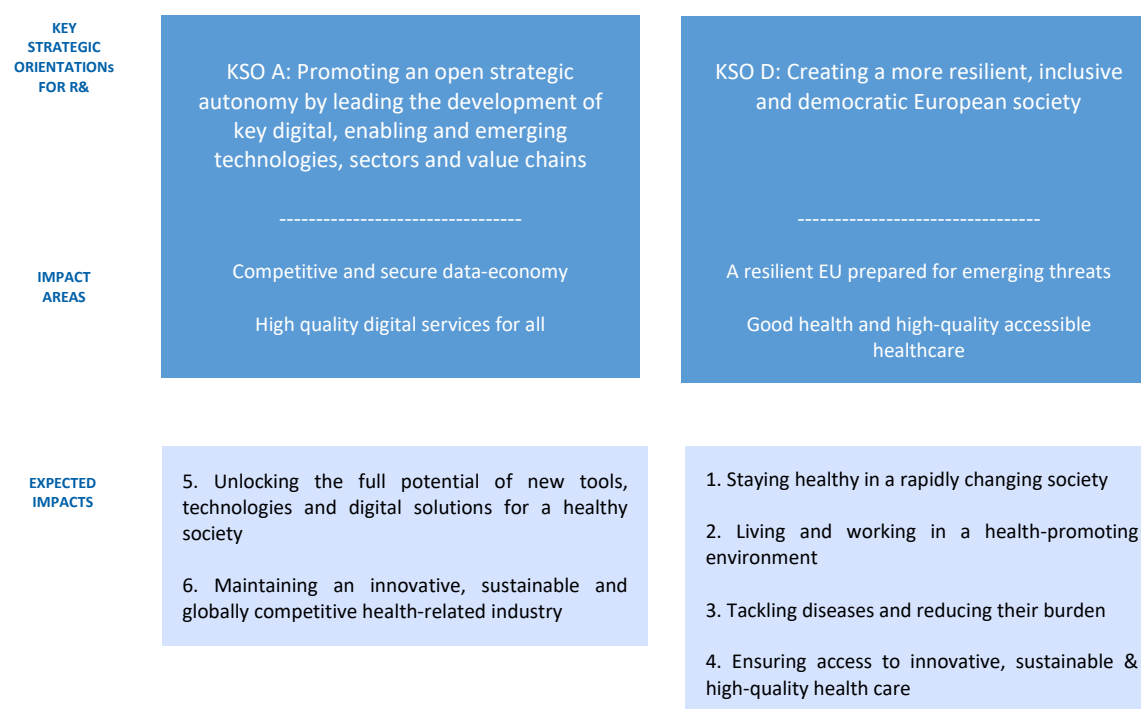 KEY
STRATEGIC
ORIENTATIONs
FOR R&
KSO A: Promoting an open strategic
autonomy by leading the development of
key digital, enabling and emerging
technologies, sectors and value chains
---------------------------------
KSO D: Creating a more resilient, inclusive
and democratic European society
---------------------------------
IMPACT
AREAS
Competitive and secure data-economy
High quality digital services for all
A resilient EU prepared for emerging threats
Good health and high-quality accessible
healthcare
EXPECTED
IMPACTS
5. Unlocking the full potential of new tools,
technologies and digital solutions for a healthy
society
6. Maintaining an innovative, sustainable and
globally competitive health-related industry
1. Staying healthy in a rapidly changing society
2. Living and working in a health-promoting
environment
3. Tackling diseases and reducing their burden
4. Ensuring access to innovative, sustainable &
high-quality health care